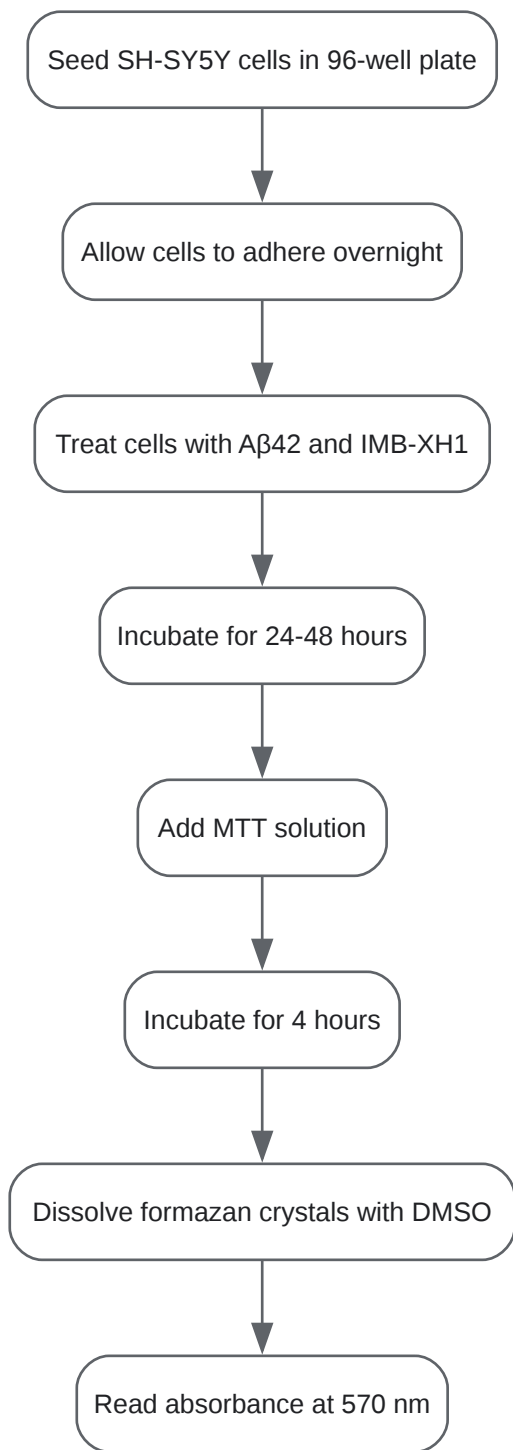 Seed SH-SY5Y cells in 96-well plate
Allow cells to adhere overnight
Treat cells with Aβ42 and IMB-XH1
Incubate for 24-48 hours
Add MTT solution
Incubate for 4 hours
Dissolve formazan crystals with DMSO
Read absorbance at 570 nm